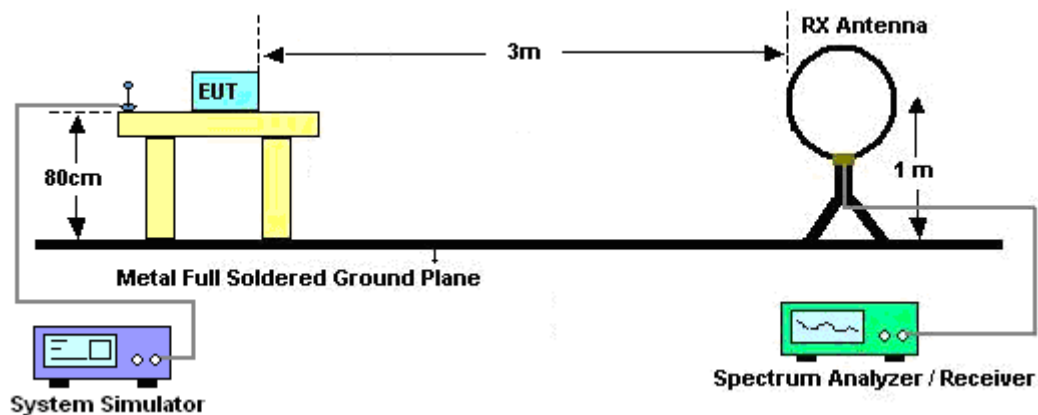 RX Antenna
3m
EUT
80cm
1 m
Metal Full Soldered Ground Plane
System Simulator
Spectrum Analyzer / Receiver